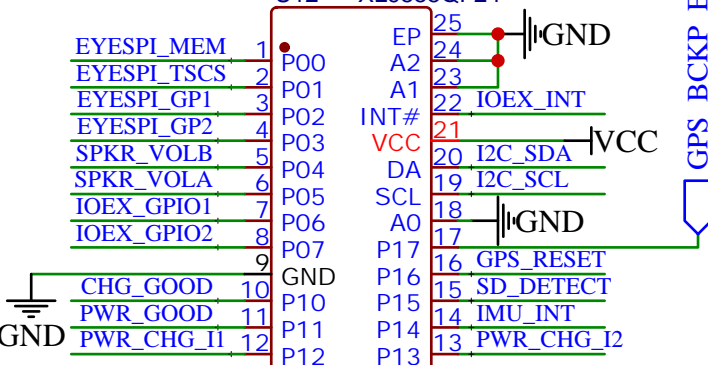 EP 25
GND
A2 24
EYESPI_MEM 1 P00
A1 23
EYESPI_TSCS 2 P01
INT# 22 IOEX_INT
EYESPI_GP1 3 P02
VCC 21 VCC
EYESPI_GP2 4 P03
DA 20 I2C_SDA
SPKR_VOLB 5 P04
SCL 19 I2C_SCL
SPKR_VOLA 6 P05
A0 18 GND
IOEX_GPIO1 7 P06
P17 17
IOEX_GPIO2 8 P07
P16 16 GPS_RESET
9 GND
GND
P15 15 SD_DETECT
CHG_GOOD 10 P10
P14 14 IMU_INT
PWR_GOOD 11 P11
P13 13 PWR_CHG_I2
PWR_CHG_I1 12 P12
GPS_BCKP